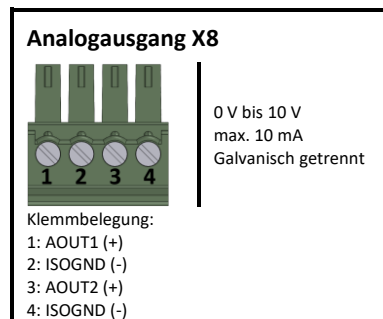 Analogausgang X8
1 2 3 4
0 V bis 10 V
max. 10 mA
Galvanisch getrennt
Klemmbelegung:
1: AOUT1 (+)
2: ISOGND (-)
3: AOUT2 (+)
4: ISOGND (-)